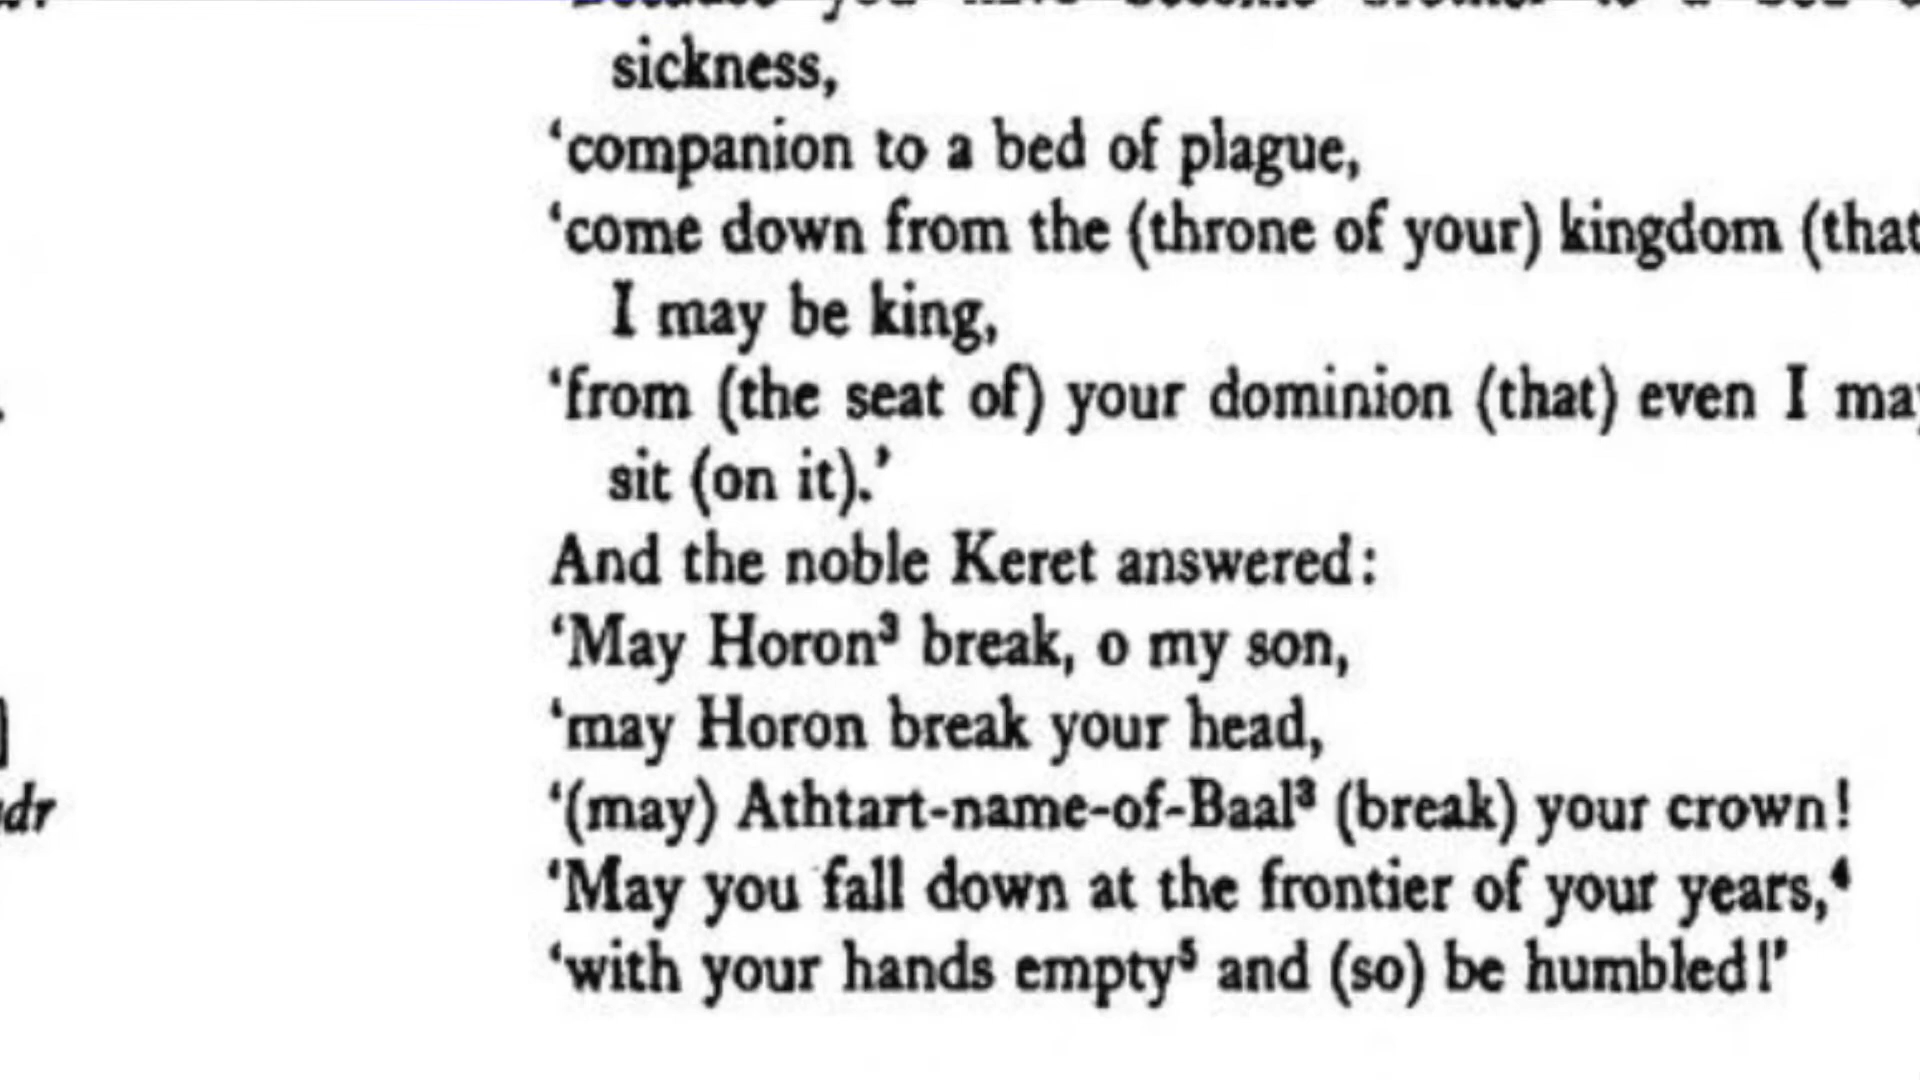 sickness,
‘companion to a bed of plague,
‘come down from the (throne of your) kingdom (that
I may be king,
‘from (the seat of) your dominion (that) even I may
sit (on it).’
And the noble Keret answered:
‘May Horon³ break, o my son,
‘may Horon break your head,
‘(may) Athtart-name-of-Baal³ (break) your crown!
‘May you fall down at the frontier of your years,⁴
‘with your hands empty⁵ and (so) be humbled!’